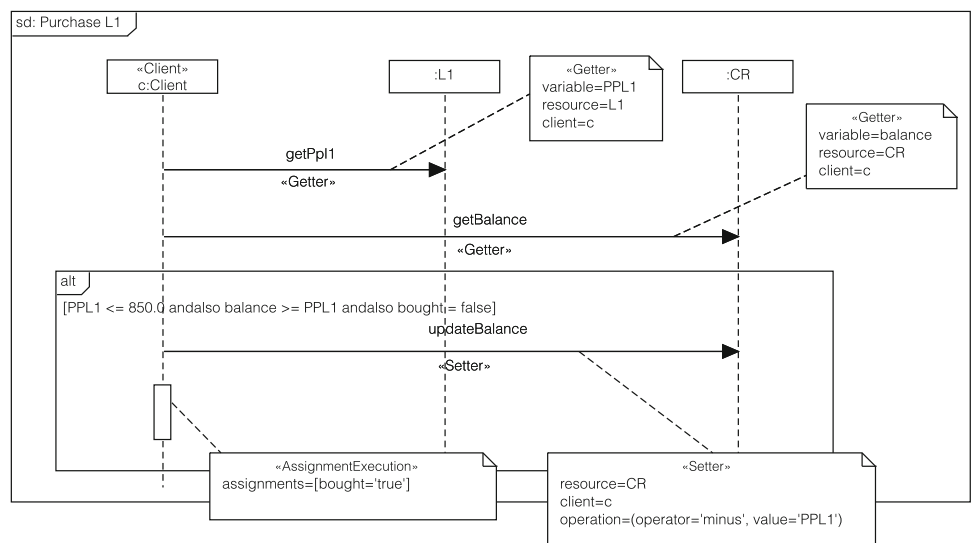 sd: Purchase L1
«Client»
c:Client
:L1
«Getter»
variable=PPL1
resource=L1
client=c
:CR
«Getter»
variable=balance
resource=CR
client=c
getPpl1
«Getter»
getBalance
«Getter»
alt
[PPL1 <= 850.0 andalso balance >= PPL1 andalso bought = false]
updateBalance
«Setter»
«AssignmentExecution»
assignments=[bought='true']
«Setter»
resource=CR
client=c
operation=(operator='minus', value='PPL1')